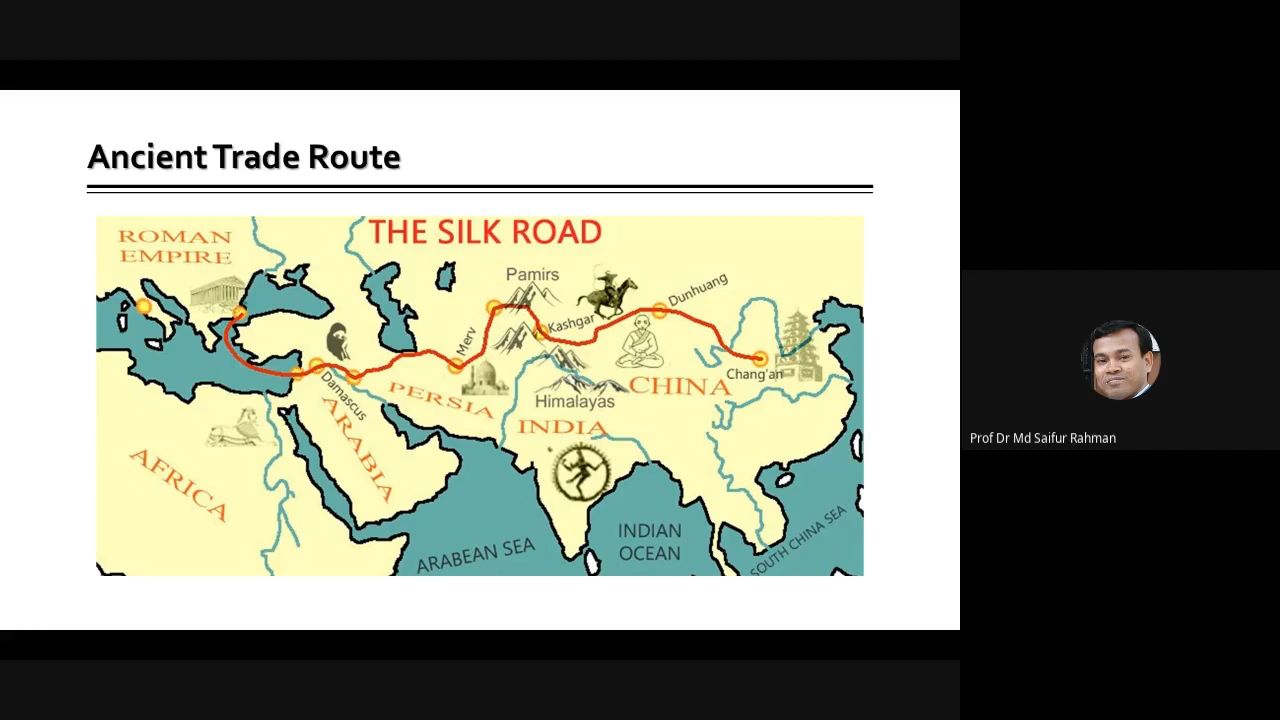 Ancient Trade Route
THE SILK ROAD
ROMAN
EMPIRE
Pamirs
Dunhuang
Kashgar
Merv
Chang'an
Damascus
PERSIA
CHINA
Himalayas
ARABIA
INDIA
AFRICA
ARABEAN SEA
INDIAN
OCEAN
SOUTH CHINA SEA
Prof Dr Md Saifur Rahman